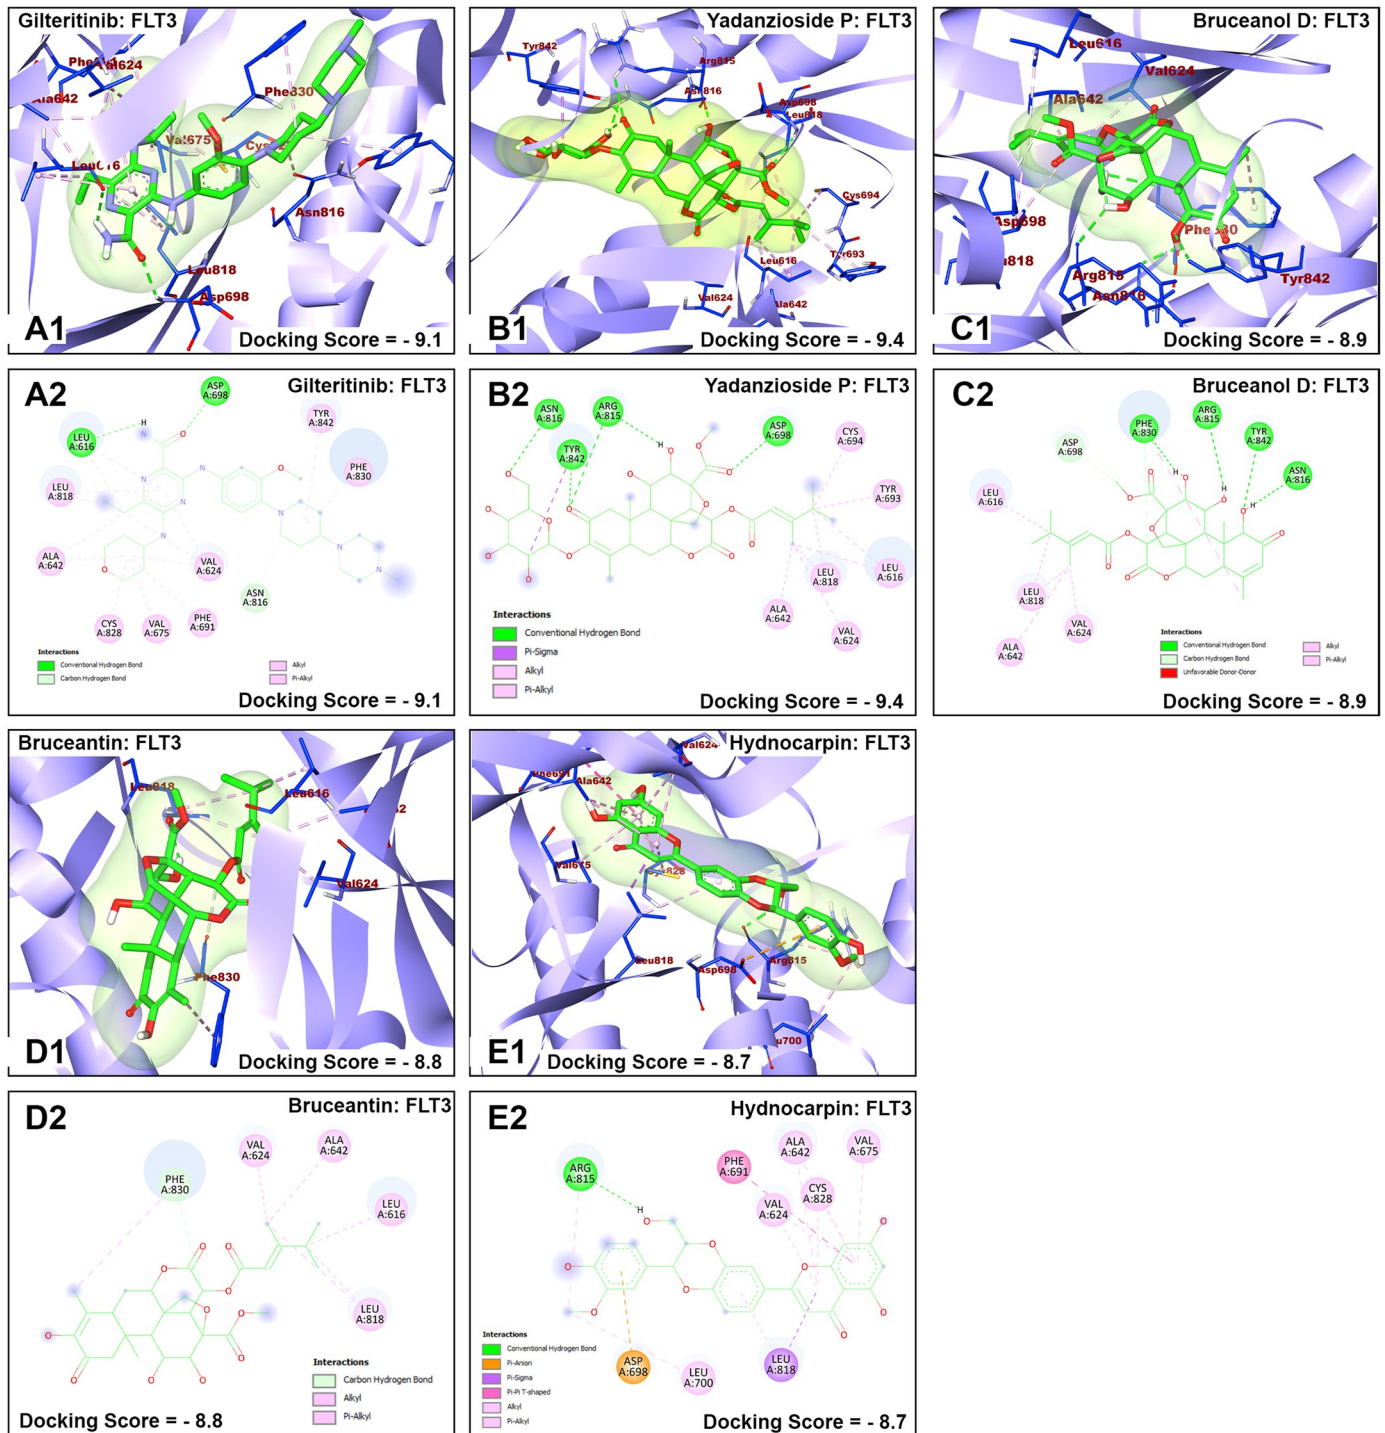 Gilteritinib: FLT3
Val624
Ala642
Phe830
Val675
Cys
Leu616
Asn816
Leu818
Asp698
A1
Docking Score = - 9.1
Yadanzioside P: FLT3
Tyr842
Arg815
Asn816
Asp698
Leu818
Cys694
Leu616
Tyr693
Val624
Ala642
B1
Docking Score = - 9.4
Bruceanol D: FLT3
Leu616
Val624
Ala642
Asp698
u818
Phe830
Arg815
Asn816
Tyr842
C1
Docking Score = - 8.9
A2
Gilteritinib: FLT3
ASP
A:698
LEU
A:616
TYR
A:842
PHE
A:830
LEU
A:818
ALA
A:642
VAL
A:624
ASN
A:816
CYS
A:828
VAL
A:675
PHE
A:691
Interactions
Conventional Hydrogen Bond
Carbon Hydrogen Bond
Alkyl
Pi-Alkyl
Docking Score = - 9.1
B2
Yadanzioside P: FLT3
ASN
A:816
ARG
A:815
TYR
A:842
ASP
A:698
CYS
A:694
TYR
A:693
LEU
A:616
LEU
A:818
ALA
A:642
VAL
A:624
Interactions
Conventional Hydrogen Bond
Pi-Sigma
Alkyl
Pi-Alkyl
Docking Score = - 9.4
C2
Bruceanol D: FLT3
ASP
A:698
PHE
A:830
ARG
A:815
TYR
A:842
ASN
A:816
LEU
A:616
LEU
A:818
VAL
A:624
ALA
A:642
Interactions
Conventional Hydrogen Bond
Carbon Hydrogen Bond
Unfavorable Donor-Donor
Alkyl
Pi-Alkyl
Docking Score = - 8.9
Bruceantin: FLT3
Leu818
Leu616
Val624
Phe830
D1
Docking Score = - 8.8
Hydnocarpin: FLT3
Val624
Phe691
Ala642
Val675
828
Leu818
Asp698
Arg815
u700
E1
Docking Score = - 8.7
D2
Bruceantin: FLT3
VAL
A:624
ALA
A:642
PHE
A:830
LEU
A:616
LEU
A:818
Interactions
Carbon Hydrogen Bond
Alkyl
Pi-Alkyl
Docking Score = - 8.8
E2
Hydnocarpin: FLT3
ARG
A:815
PHE
A:691
ALA
A:642
VAL
A:675
VAL
A:624
CYS
A:828
ASP
A:698
LEU
A:700
LEU
A:818
Interactions
Conventional Hydrogen Bond
Pi-Anion
Pi-Sigma
Pi-Pi T-shaped
Alkyl
Pi-Alkyl
Docking Score = - 8.7